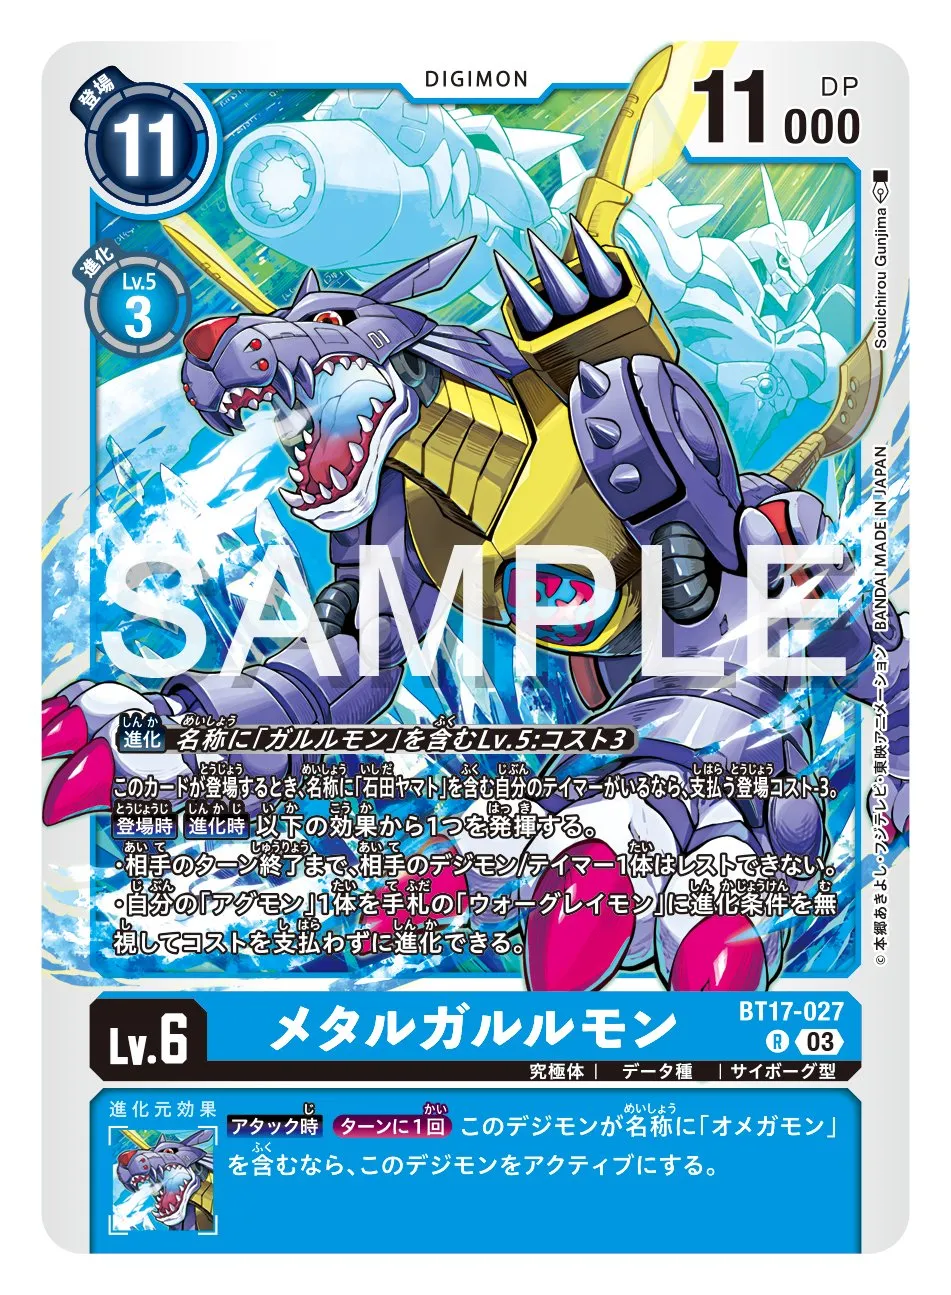 DIGIMON
登場
11
11000
DP
進化
Lv.5
3
D1
Souichirou Gunjima
BANDAI MADE IN JAPAN
©本郷あきよし・フジテレビ・東映アニメーション
SAMPLE
進化 名称に「ガルルモン」を含むLv.5:コスト3
このカードが登場するとき、名称に「石田ヤマト」を含む自分のテイマーがいるなら、支払う登場コスト-3。
登場時 進化時 以下の効果から1つを発揮する。
・相手のターン終了まで、相手のデジモン/テイマー1体はレストできない。
・自分の「アグモン」1体を手札の「ウォーグレイモン」に進化条件を無
視してコストを支払わずに進化できる。
Lv.6
メタルガルルモン
BT17-027
R 03
究極体 | データ種 | サイボーグ型
進化元効果
アタック時 ターンに1回 このデジモンが名称に「オメガモン」
を含むなら、このデジモンをアクティブにする。